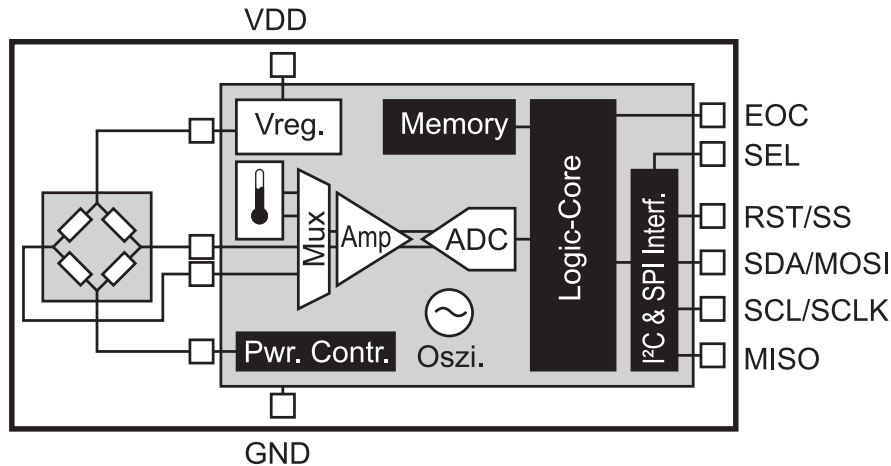 VDD
Vreg.
Memory
EOC
SEL
Mux
Amp
ADC
Logic-Core
I²C & SPI Interf.
RST/SS
SDA/MOSI
SCL/SCLK
MISO
Pwr. Contr.
Oszi.
GND